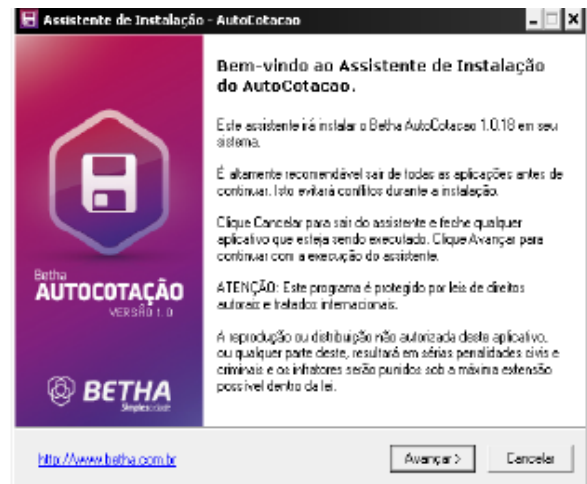 Assistente de Instalação - AutoCotacao
Bem-vindo ao Assistente de Instalação
do AutoCotacao.
Este assistente irá instalar o Betha AutoCotacao 1.0.18 em seu
sistema.
É altamente recomendável sair de todas as aplicações antes de
continuar. Isto evitará conflitos durante a instalação.
Clique Cancelar para sair do assistente e feche qualquer
aplicativo que esteja sendo executado. Clique Avançar para
continuar com a execução do assistente.
ATENÇÃO: Este programa é protegido por leis de direitos
autorais e tratados internacionais.
A reprodução ou distribuição não autorizada deste aplicativo,
ou qualquer parte deste, resultará em sérias penalidades civis e
criminais e os infratores serão punidos sob a máxima extensão
possível dentro da lei.
Betha
AUTOCOTAÇÃO
VERSÃO 1.0
BETHA
http://www.betha.com.br
Avançar >
Cancelar